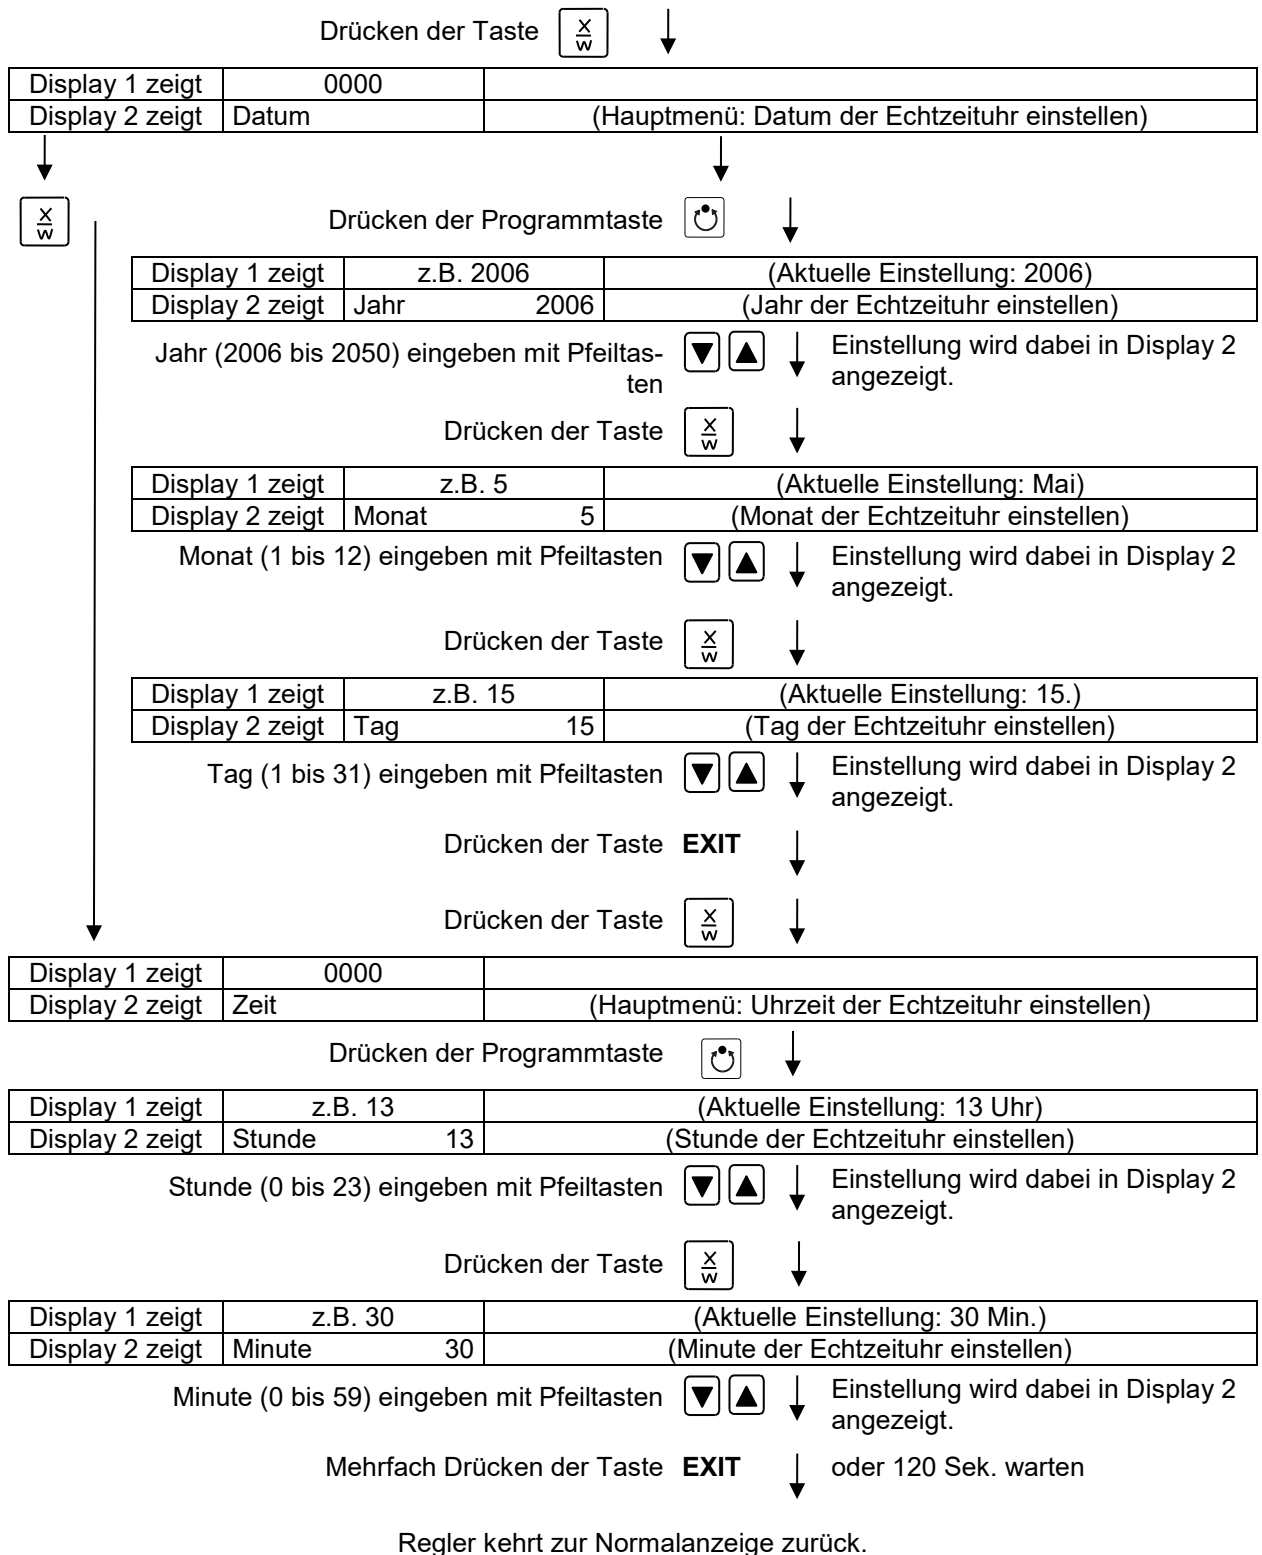 Drücken der Taste X W
Display 1 zeigt 0000
Display 2 zeigt Datum (Hauptmenü: Datum der Echtzeituhr einstellen)
X W
Drücken der Programmtaste
Display 1 zeigt z.B. 2006 (Aktuelle Einstellung: 2006)
Display 2 zeigt Jahr 2006 (Jahr der Echtzeituhr einstellen)
Jahr (2006 bis 2050) eingeben mit Pfeiltas-
ten
Einstellung wird dabei in Display 2
angezeigt.
Drücken der Taste X W
Display 1 zeigt z.B. 5 (Aktuelle Einstellung: Mai)
Display 2 zeigt Monat 5 (Monat der Echtzeituhr einstellen)
Monat (1 bis 12) eingeben mit Pfeiltasten
Einstellung wird dabei in Display 2
angezeigt.
Drücken der Taste X W
Display 1 zeigt z.B. 15 (Aktuelle Einstellung: 15.)
Display 2 zeigt Tag 15 (Tag der Echtzeituhr einstellen)
Tag (1 bis 31) eingeben mit Pfeiltasten
Einstellung wird dabei in Display 2
angezeigt.
Drücken der Taste EXIT
Drücken der Taste X W
Display 1 zeigt 0000
Display 2 zeigt Zeit (Hauptmenü: Uhrzeit der Echtzeituhr einstellen)
Drücken der Programmtaste
Display 1 zeigt z.B. 13 (Aktuelle Einstellung: 13 Uhr)
Display 2 zeigt Stunde 13 (Stunde der Echtzeituhr einstellen)
Stunde (0 bis 23) eingeben mit Pfeiltasten
Einstellung wird dabei in Display 2
angezeigt.
Drücken der Taste X W
Display 1 zeigt z.B. 30 (Aktuelle Einstellung: 30 Min.)
Display 2 zeigt Minute 30 (Minute der Echtzeituhr einstellen)
Minute (0 bis 59) eingeben mit Pfeiltasten
Einstellung wird dabei in Display 2
angezeigt.
Mehrfach Drücken der Taste EXIT oder 120 Sek. warten
Regler kehrt zur Normalanzeige zurück.